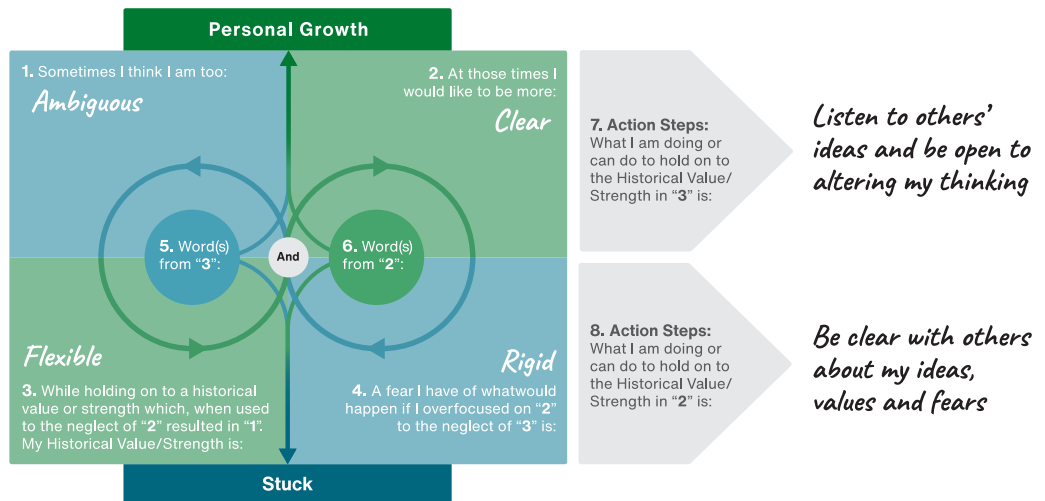 Personal Growth
1. Sometimes I think I am too:
Ambiguous
2. At those times I
would like to be more:
Clear
5. Word(s)
from “3”:
And
6. Word(s)
from “2”:
Flexible
3. While holding on to a historical
value or strength which, when used
to the neglect of “2” resulted in “1”.
My Historical Value/Strength is:
Rigid
4. A fear I have of whatwould
happen if I overfocused on “2”
to the neglect of “3” is:
Stuck
7. Action Steps:
What I am doing or
can do to hold on to
the Historical Value/
Strength in “3” is:
Listen to others’
ideas and be open to
altering my thinking
8. Action Steps:
What I am doing or
can do to hold on to
the Historical Value/
Strength in “2” is:
Be clear with others
about my ideas,
values and fears